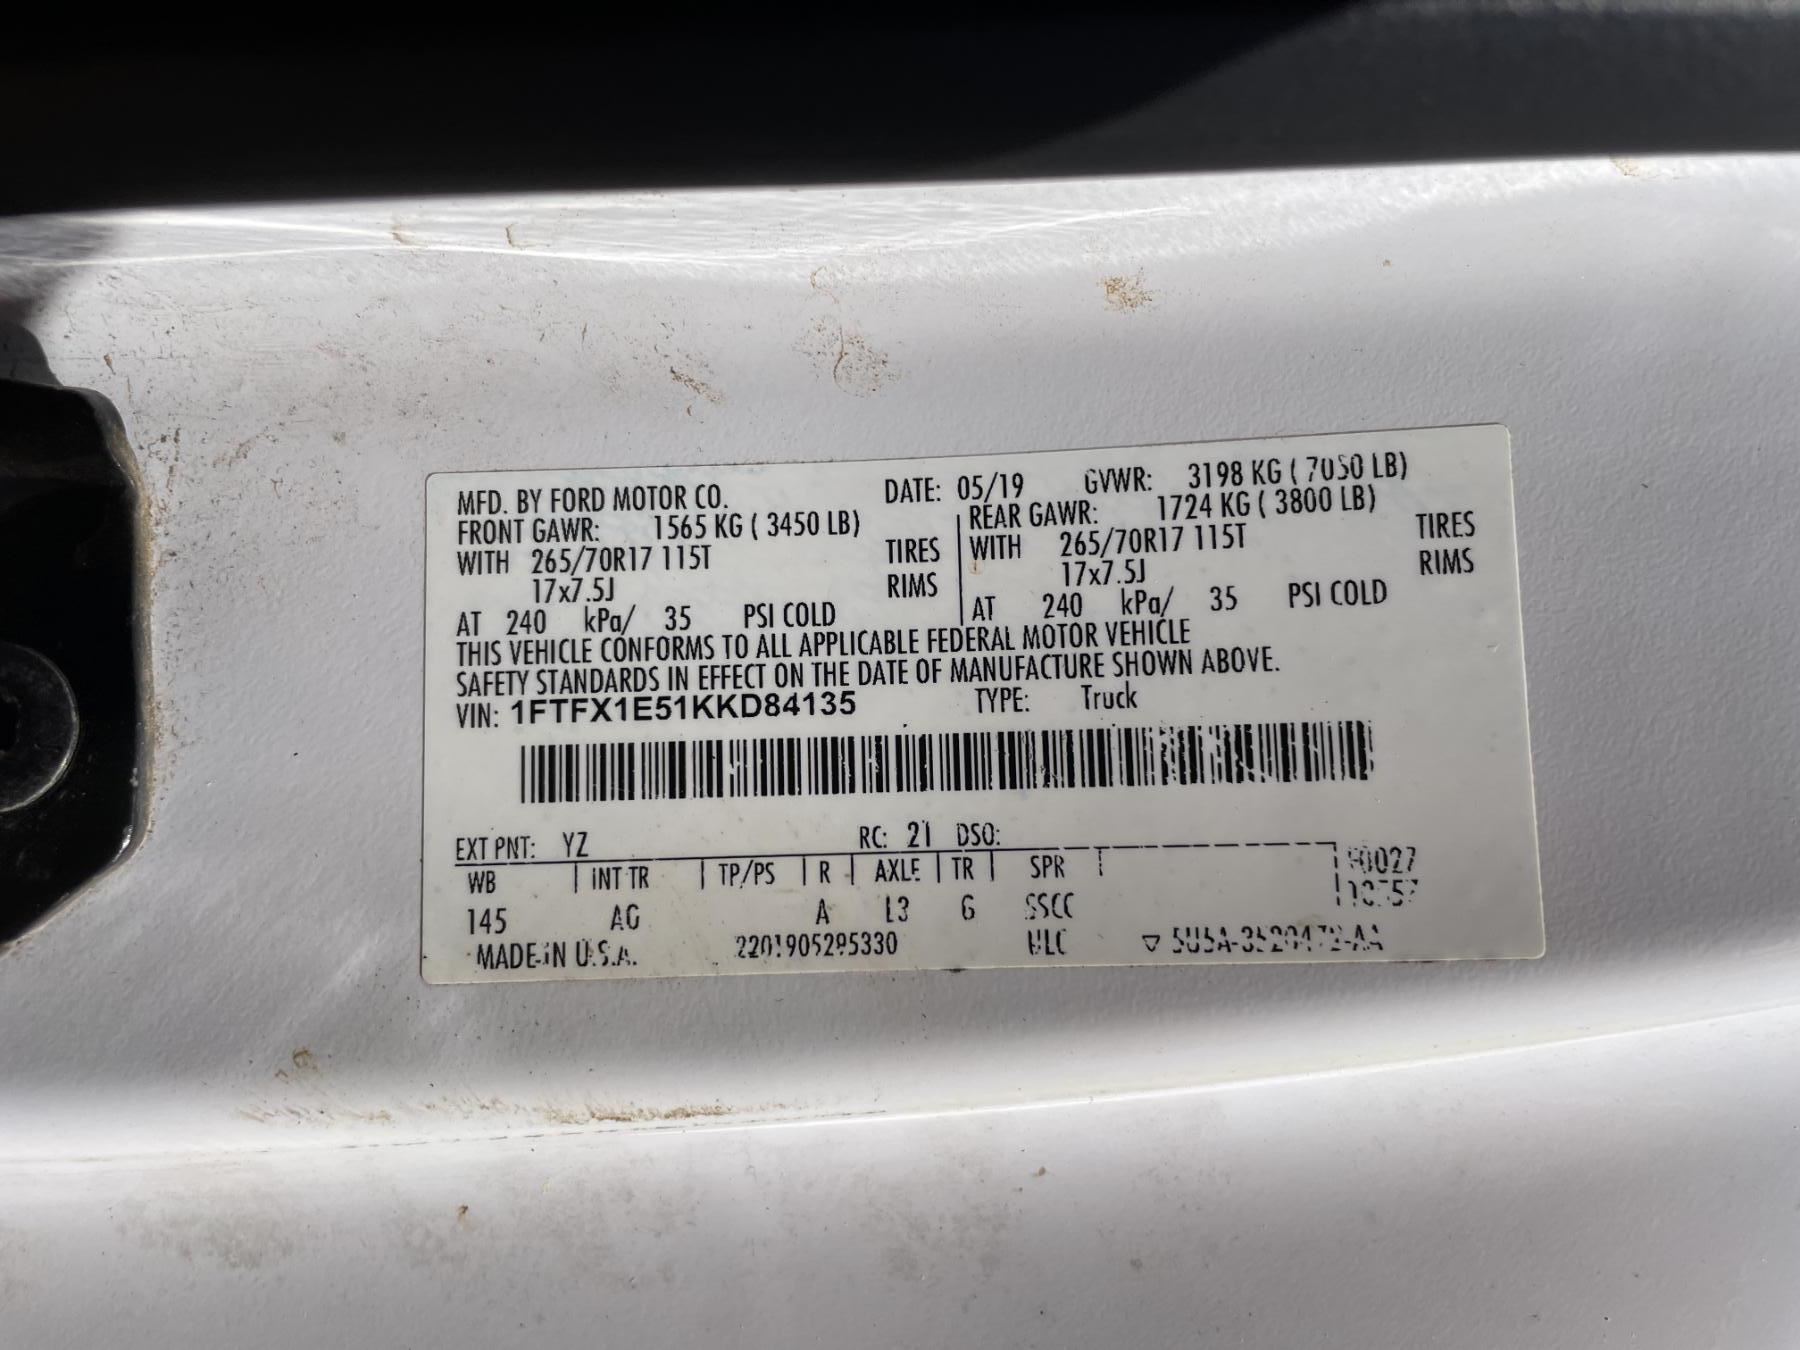 MFD. BY FORD MOTOR CO. DATE: 05/19 GVWR: 3198 KG ( 7050 LB)
FRONT GAWR: 1565 KG ( 3450 LB) REAR GAWR: 1724 KG ( 3800 LB)
WITH 265/70R17 115T TIRES WITH 265/70R17 115T TIRES
17x7.5J RIMS 17x7.5J RIMS
AT 240 kPa/ 35 PSI COLD AT 240 kPa/ 35 PSI COLD
THIS VEHICLE CONFORMS TO ALL APPLICABLE FEDERAL MOTOR VEHICLE
SAFETY STANDARDS IN EFFECT ON THE DATE OF MANUFACTURE SHOWN ABOVE.
VIN: 1FTFX1E51KKD84135 TYPE: Truck
EXT PNT: YZ RC: 21 DSO:
WB INT TR TP/PS R AXLE TR SPR
145 AG A L3 6 SSCC
MADE IN U.S.A. 2201905295330